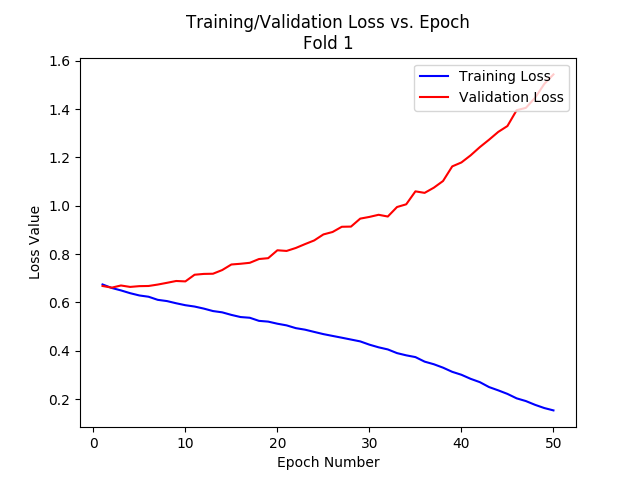 Training/Validation Loss vs. Epoch
Fold 1
Training Loss
Validation Loss
Loss Value
1.6
1.4
1.2
1.0
0.8
0.6
0.4
0.2
0
10
20
30
40
50
Epoch Number